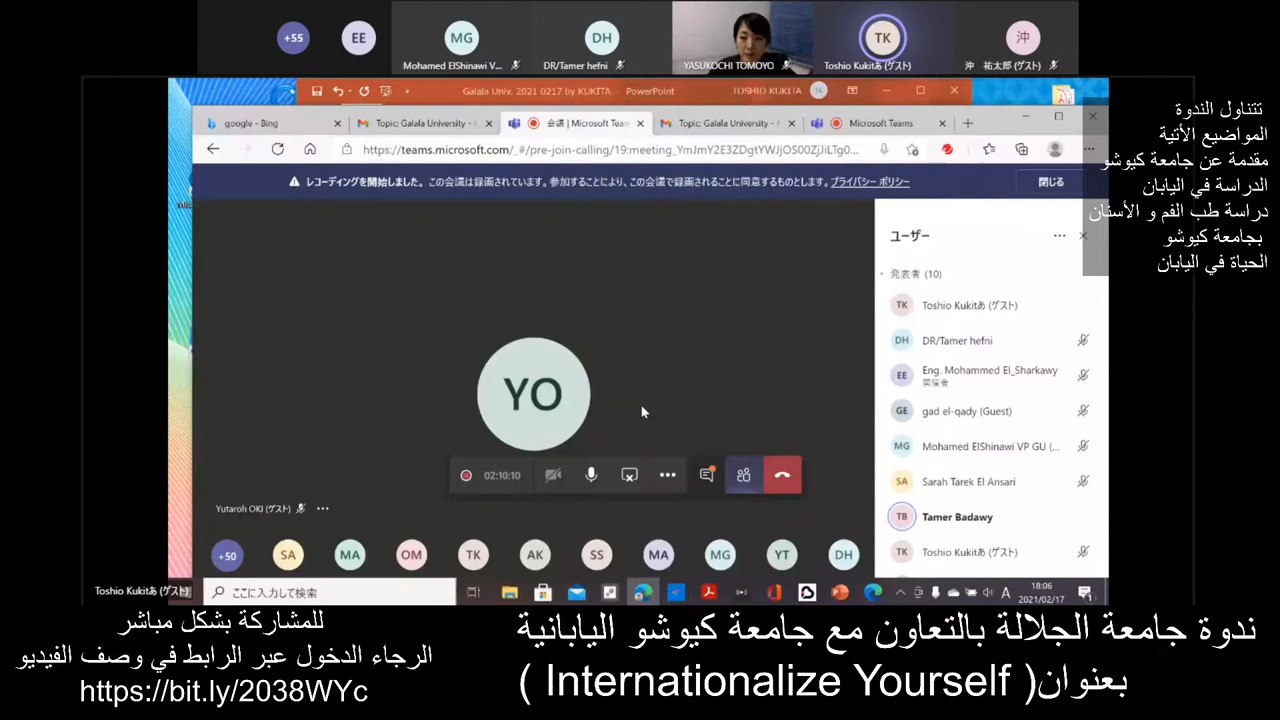 +55
EE
MG
DH
TK
沖
Mohamed ElShinawi V...
DR/Tamer hefni
YASUKOCHI TOMOYO
Toshio Kukitあ (ゲスト)
沖 祐太郎 (ゲスト)
Galala Univ. 2021 0217 by KUKITA - PowerPoint
TOSHIO KUKITA
TK
google - Bing
Topic: Galala University -
会議 | Microsoft Team
Topic: Galala University -
Microsoft Teams
https://teams.microsoft.com/_#/pre-join-calling/19:meeting_YmJmY2E3ZDgtYWJjOS00ZjJiLTg0...
レコーディングを開始しました。 この会議は録画されています。参加することにより、この会議で録画されることに同意するものとします。 プライバシー ポリシー
閉じる
تتناول الندوة
المواضيع الأتية
مقدمة عن جامعة كيوشو
الدراسة في اليابان
دراسة طب الفم و الأسنان
بجامعة كيوشو
الحياة في اليابان
ユーザー
発表者 (10)
TK Toshio Kukitあ (ゲスト)
DH DR/Tamer hefni
EE Eng. Mohammed El_Sharkawy
開催者
GE gad el-qady (Guest)
MG Mohamed ElShinawi VP GU (...
SA Sarah Tarek El Ansari
TB Tamer Badawy
TK Toshio Kukitあ (ゲスト)
YO
02:10:10
Yutaroh OKI (ゲスト)
+50
SA
MA
OM
TK
AK
SS
MA
MG
YT
DH
Toshio Kukitあ (ゲスト)
ここに入力して検索
A
18:06
2021/02/17
للمشاركة بشكل مباشر
الرجاء الدخول عبر الرابط في وصف الفيديو
https://bit.ly/2038WYc
ندوة جامعة الجلالة بالتعاون مع جامعة كيوشو اليابانية
بعنوان( Internationalize Yourself )